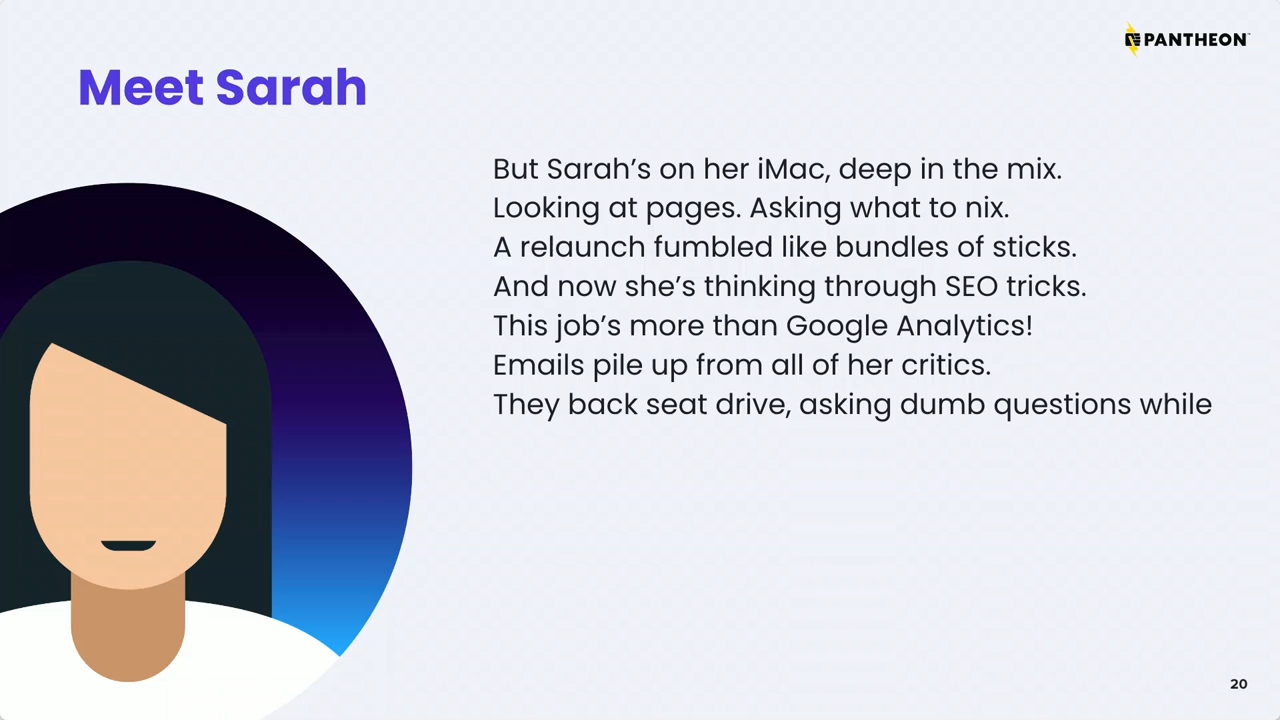 PANTHEON
Meet Sarah
But Sarah’s on her iMac, deep in the mix.
Looking at pages. Asking what to nix.
A relaunch fumbled like bundles of sticks.
And now she’s thinking through SEO tricks.
This job’s more than Google Analytics!
Emails pile up from all of her critics.
They back seat drive, asking dumb questions while
20